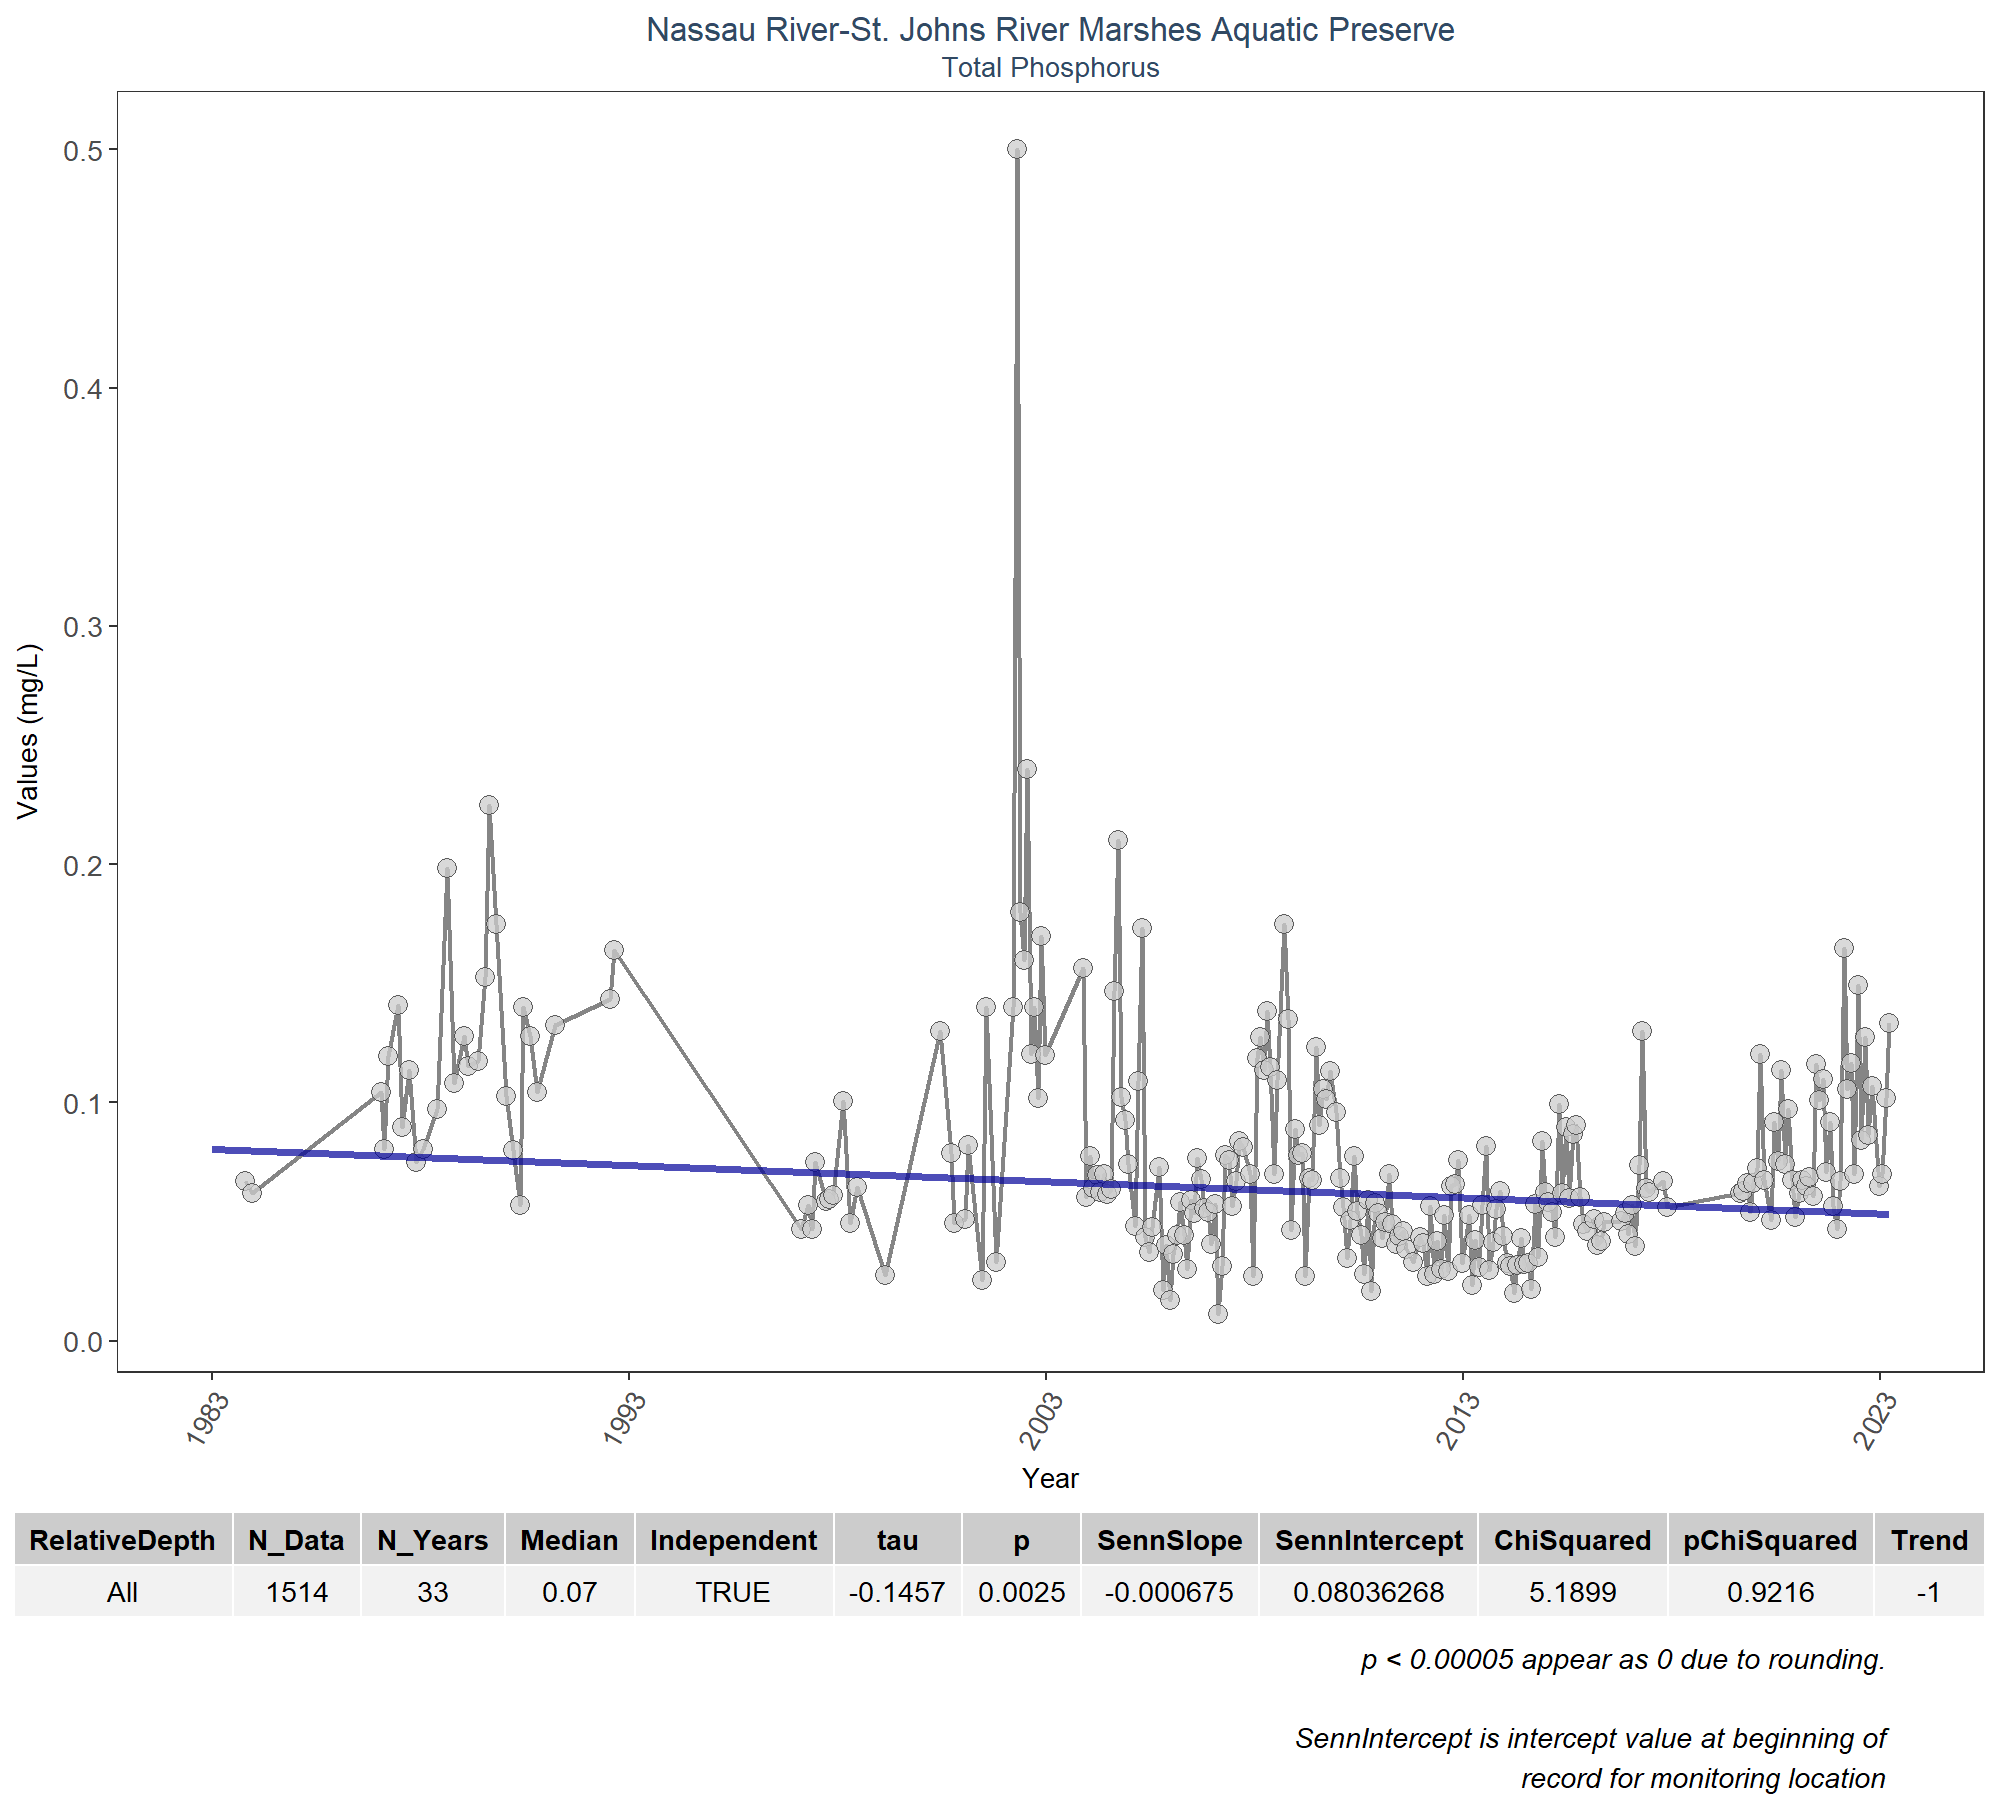 Nassau River-St. Johns River Marshes Aquatic Preserve
Total Phosphorus
0.5
0.4
0.3
0.2
0.1
0.0
Values (mg/L)
1983
1993
2003
2013
2023
Year
RelativeDepth N_Data N_Years Median Independent tau p SennSlope SennIntercept ChiSquared pChiSquared Trend
All 1514 33 0.07 TRUE -0.1457 0.0025 -0.000675 0.08036268 5.1899 0.9216 -1
p < 0.00005 appear as 0 due to rounding.
SennIntercept is intercept value at beginning of
record for monitoring location